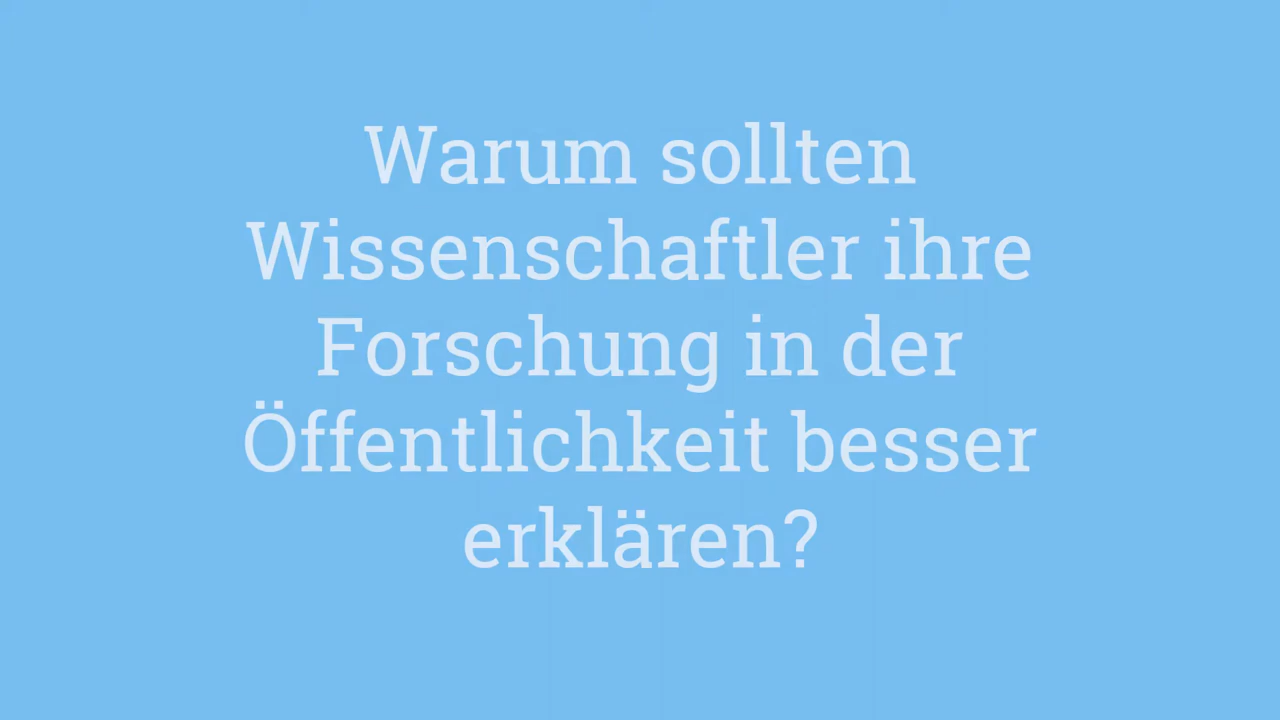 Warum sollten
Wissenschaftler ihre
Forschung in der
Öffentlichkeit besser
erklären?